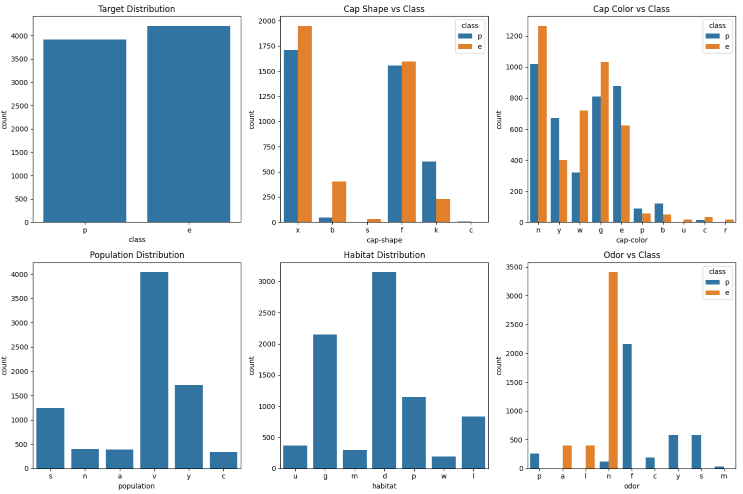 Target Distribution
count
4000
3500
3000
2500
2000
1500
1000
500
0
p e
class
Cap Shape vs Class
count
2000
1750
1500
1250
1000
750
500
250
0
class
p
e
x b s f k c
cap-shape
Cap Color vs Class
count
1200
1000
800
600
400
200
0
class
p
e
n y w g e p b u c r
cap-color
Population Distribution
count
4000
3500
3000
2500
2000
1500
1000
500
0
s n a v y c
population
Habitat Distribution
count
3000
2500
2000
1500
1000
500
0
u g m d p w l
habitat
Odor vs Class
count
3500
3000
2500
2000
1500
1000
500
0
class
p
e
p a l n f c y s m
odor